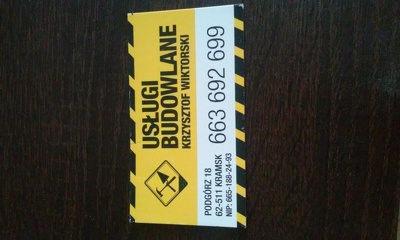 USŁUGI
BUDOWLANE
KRZYSZTOF WIKTORSKI
PODGÓRZ 18
62-511 KRAMSK
NIP: 665-188-24-93
663 692 699